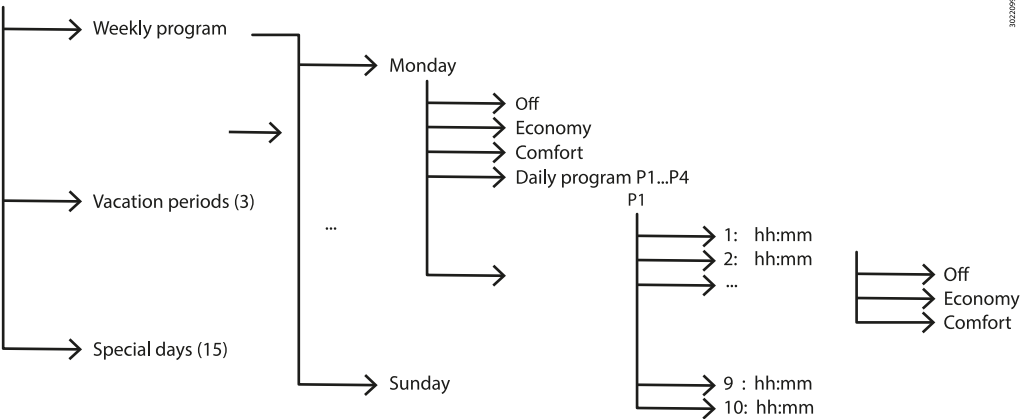 3022099
Weekly program
Monday
Off
Economy
Comfort
Daily program P1...P4
P1
Vacation periods (3)
...
1: hh:mm
2: hh:mm
...
Off
Economy
Comfort
Special days (15)
Sunday
9 : hh:mm
10: hh:mm